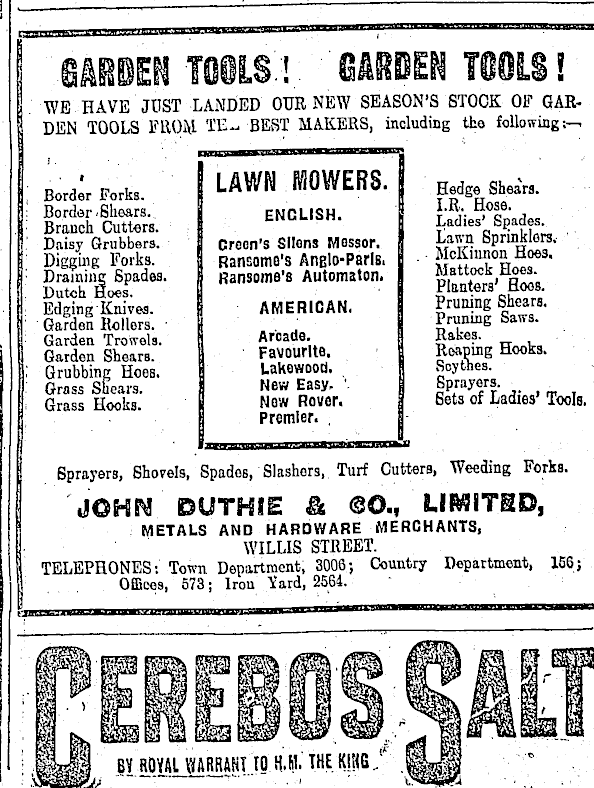 GARDEN TOOLS! GARDEN TOOLS!
WE HAVE JUST LANDED OUR NEW SEASON'S STOCK OF GAR-
DEN TOOLS FROM BEST MAKERS, including the following:—
Border Forks.
Border Shears.
Branch Cutters.
Daisy Grubbers.
Digging Forks.
Draining Spades.
Dutch Hoes.
Edging Knives.
Garden Rollers.
Garden Trowels.
Garden Shears.
Grubbing Hoes.
Grass Shears.
Grass Hooks.
LAWN MOWERS.
ENGLISH.
Green's Silens Messor.
Ransome's Anglo-Paris.
Ransome's Automaton.
AMERICAN.
Arcade.
Favourite.
Lakewood.
New Easy.
New Rover.
Premier.
Hedge Shears.
I.R. Hose.
Ladies' Spades.
Lawn Sprinklers.
McKinnon Hoes.
Mattock Hoes.
Planters' Hoes.
Pruning Shears.
Pruning Saws.
Rakes.
Reaping Hooks.
Scythes.
Sprayers.
Sets of Ladies' Tools.
Sprayers, Shovels, Spades, Slashers, Turf Cutters, Weeding Forks.
JOHN DUTHIE & CO., LIMITED,
METALS AND HARDWARE MERCHANTS,
WILLIS STREET.
TELEPHONES: Town Department, 3006; Country Department, 156;
Offices, 573; Iron Yard, 2564.
CEREBOS SALT
BY ROYAL WARRANT TO H.M. THE KING